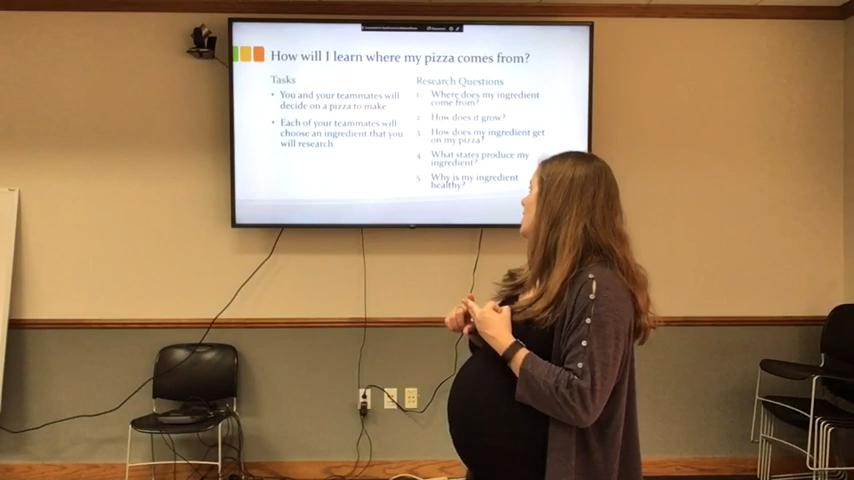 How will I learn where my pizza comes from?
Tasks
• You and your teammates will
decide on a pizza to make
• Each of your teammates will
choose an ingredient that you
will research
Research Questions
1. Where does my ingredient
come from?
2. How does it grow?
3. How does my ingredient get
on my pizza?
4. What states produce my
ingredient?
5. Why is my ingredient
healthy?